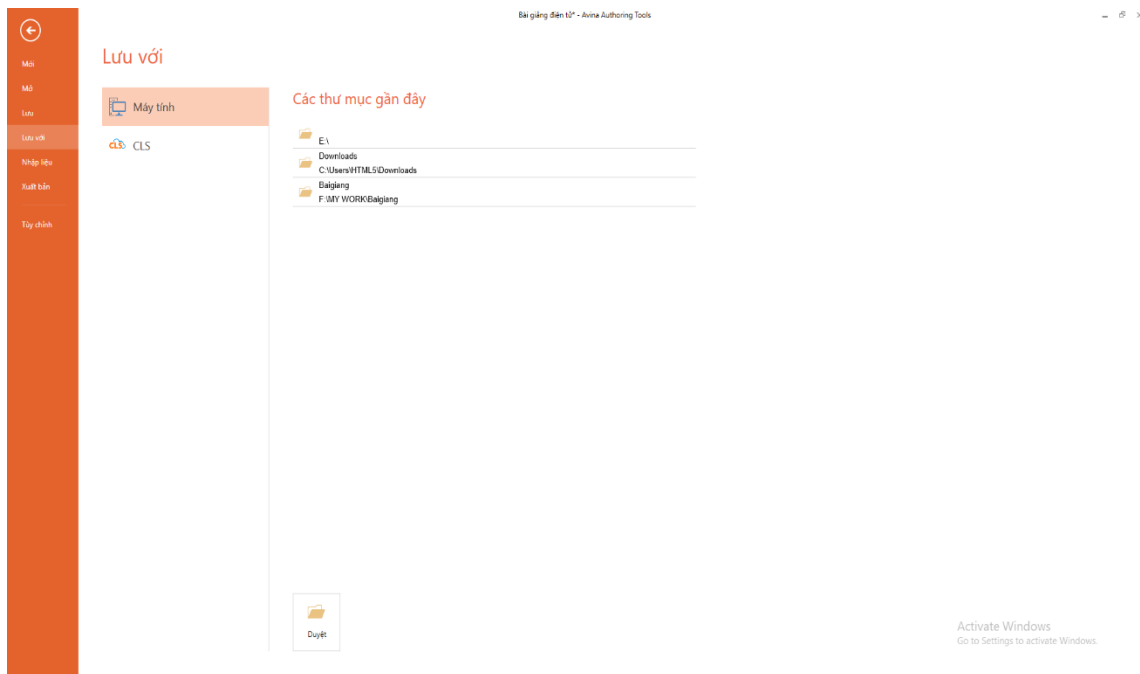 Bài giảng điện tử* - Avina Authoring Tools
Mới
Mở
Lưu
Lưu với
Nhập liệu
Xuất bản
Tùy chỉnh
Lưu với
Máy tính
CLS CLS
Các thư mục gần đây
E:\
Downloads
C:\Users\HTML5\Downloads
Baigiang
F:\MY WORK\Baigiang
Duyệt
Activate Windows
Go to Settings to activate Windows.